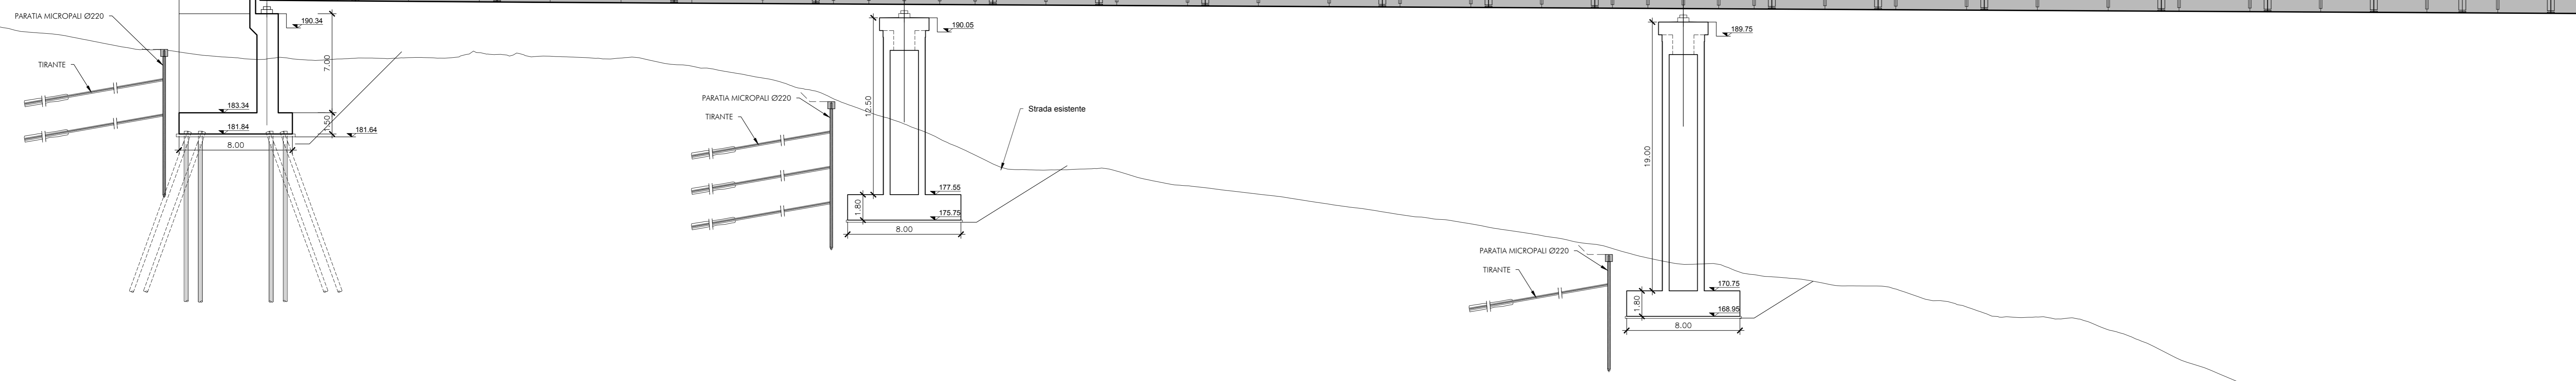 PARATIA MICROPALI Ø220
TIRANTE
190.34
7.00
183.34
181.84
1.50
181.64
8.00
PARATIA MICROPALI Ø220
TIRANTE
190.05
12.50
Strada esistente
177.55
1.80
175.75
8.00
189.75
19.00
PARATIA MICROPALI Ø220
TIRANTE
170.75
1.80
168.95
8.00